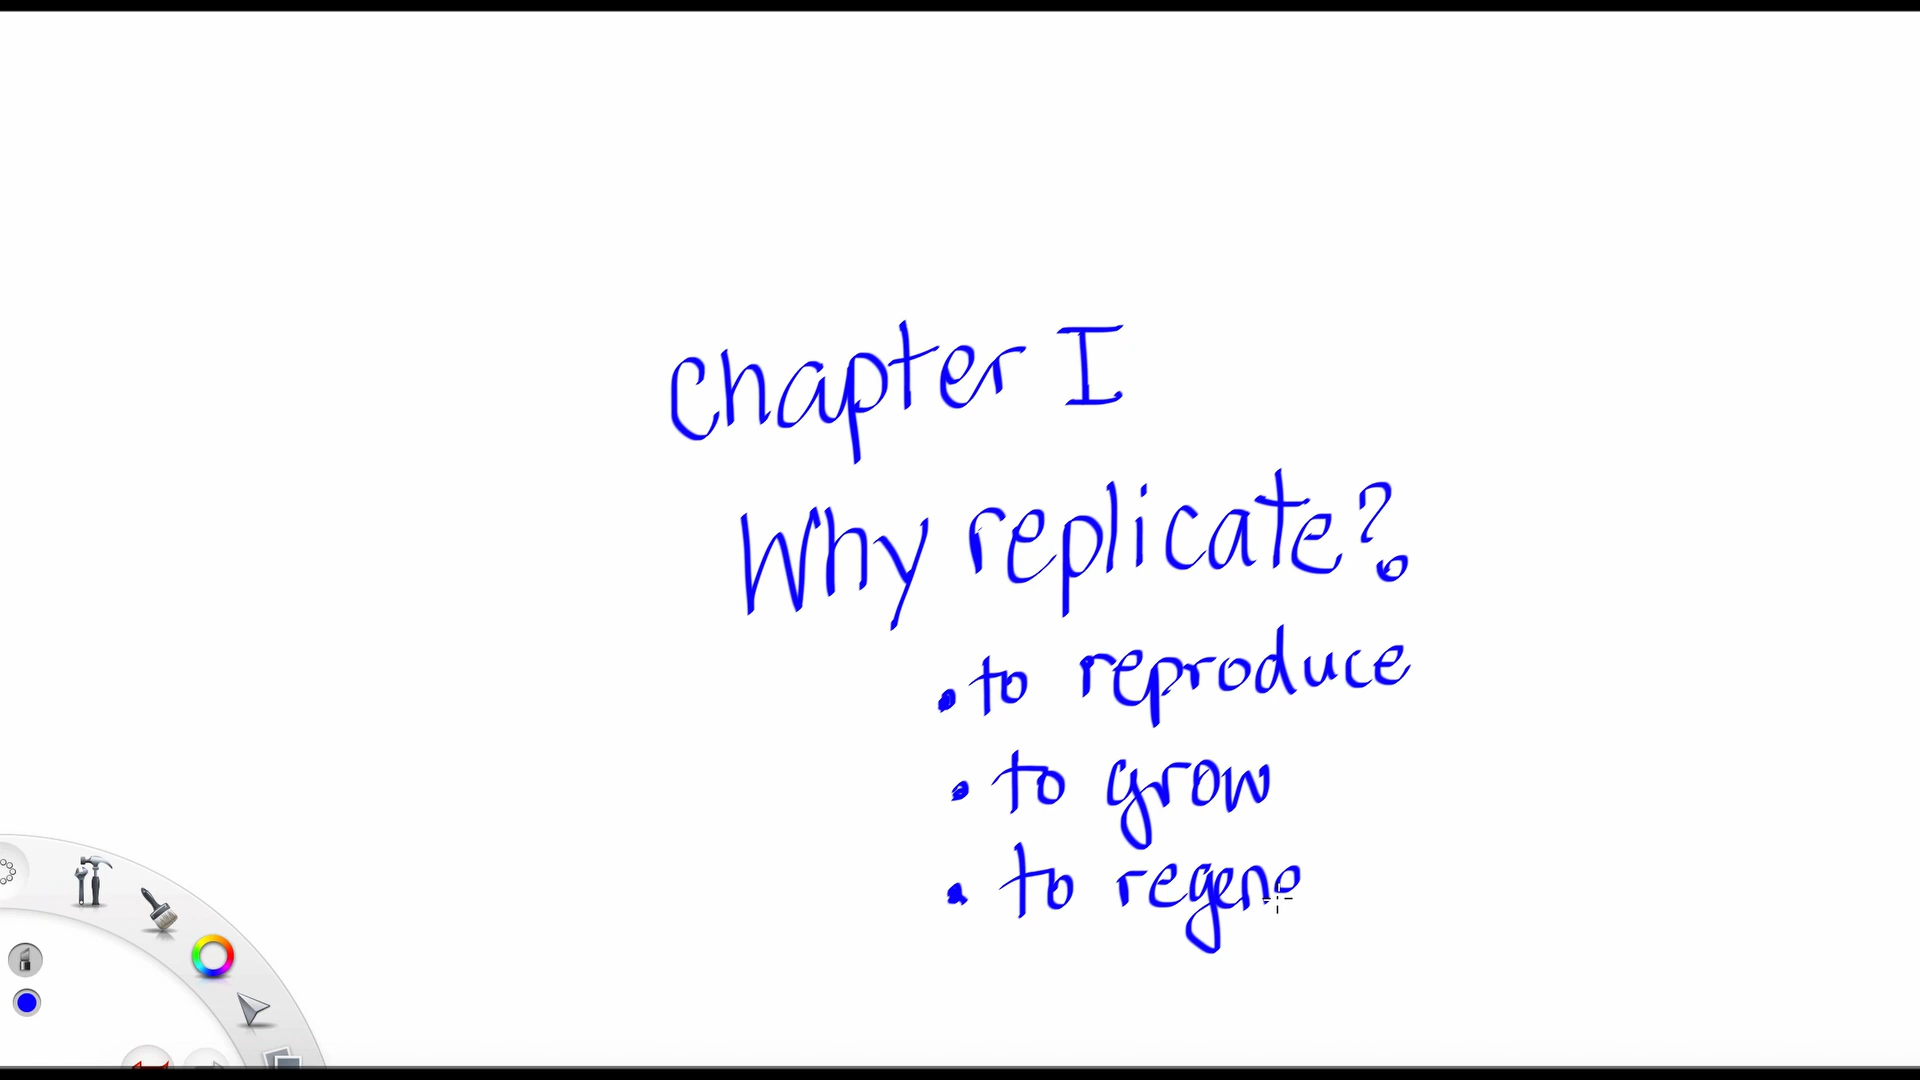 Chapter I
Why replicate?
• to reproduce
• to grow
• to regene